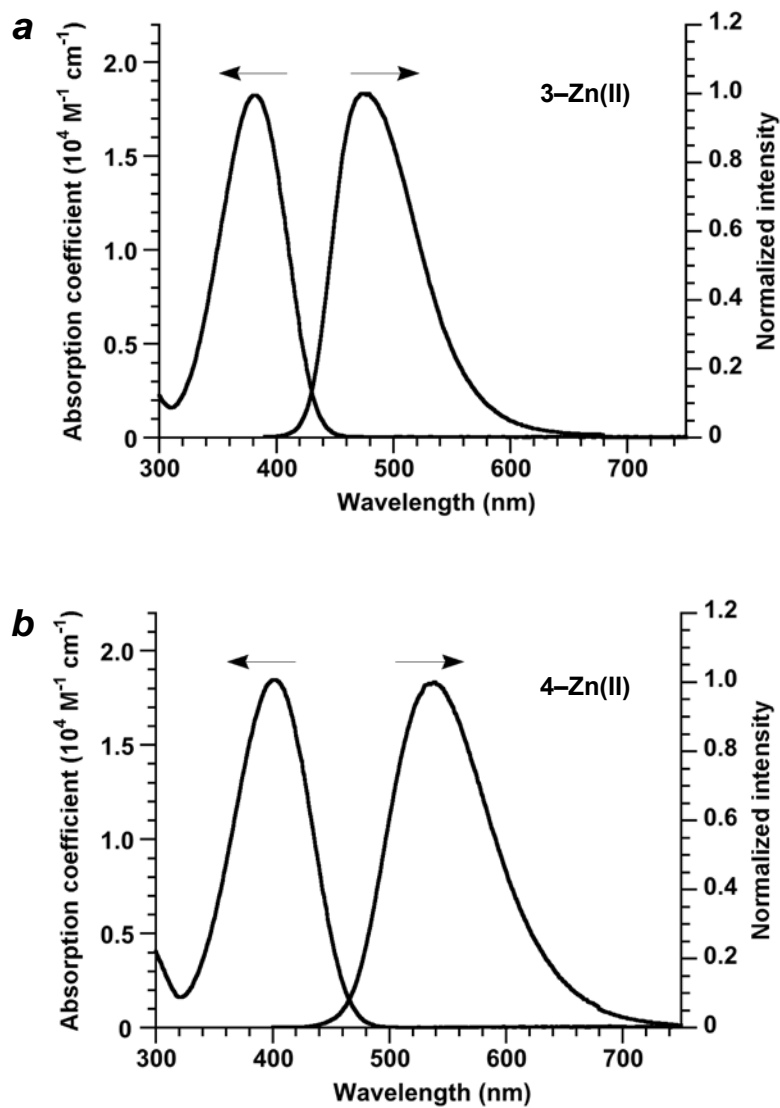 a
3–Zn(II)
Absorption coefficient (10⁴ M⁻¹ cm⁻¹)
2.0
1.5
1.0
0.5
0
Normalized intensity
1.2
1.0
0.8
0.6
0.4
0.2
0
300 400 500 600 700
Wavelength (nm)
b
4–Zn(II)
Absorption coefficient (10⁴ M⁻¹ cm⁻¹)
2.0
1.5
1.0
0.5
0
Normalized intensity
1.2
1.0
0.8
0.6
0.4
0.2
0
300 400 500 600 700
Wavelength (nm)